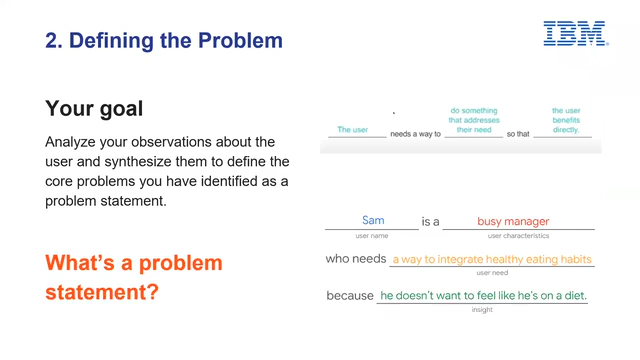 2. Defining the Problem
IBM
Your goal
Analyze your observations about the
user and synthesize them to define the
core problems you have identified as a
problem statement.
What's a problem
statement?
do something
that addresses
their need
the user
benefits
directly.
The user needs a way to so that
Sam is a busy manager
user name user characteristics
who needs a way to integrate healthy eating habits
user need
because he doesn't want to feel like he's on a diet.
insight